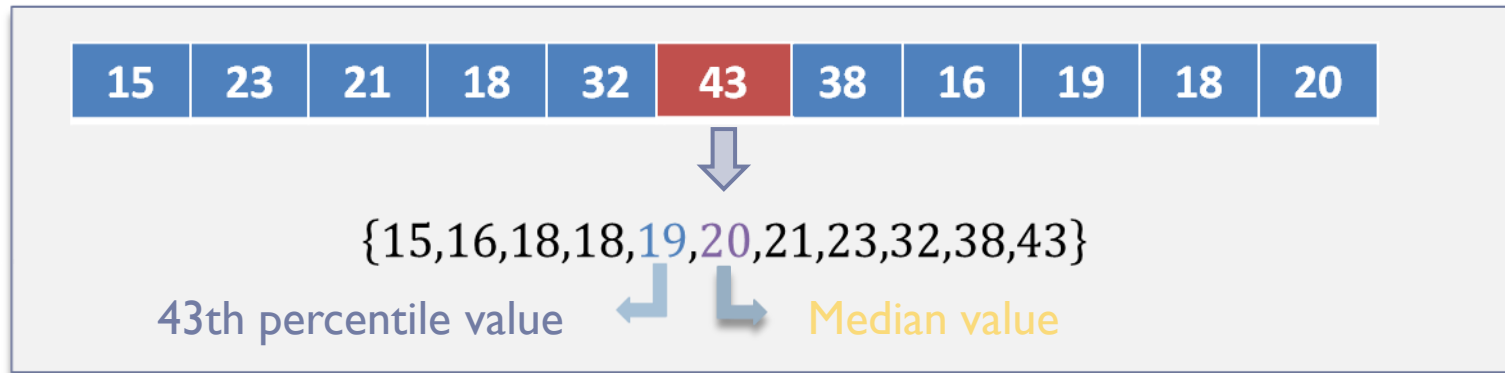 15 23 21 18 32 43 38 16 19 18 20
{15,16,18,18,19,20,21,23,32,38,43}
43th percentile value Median value